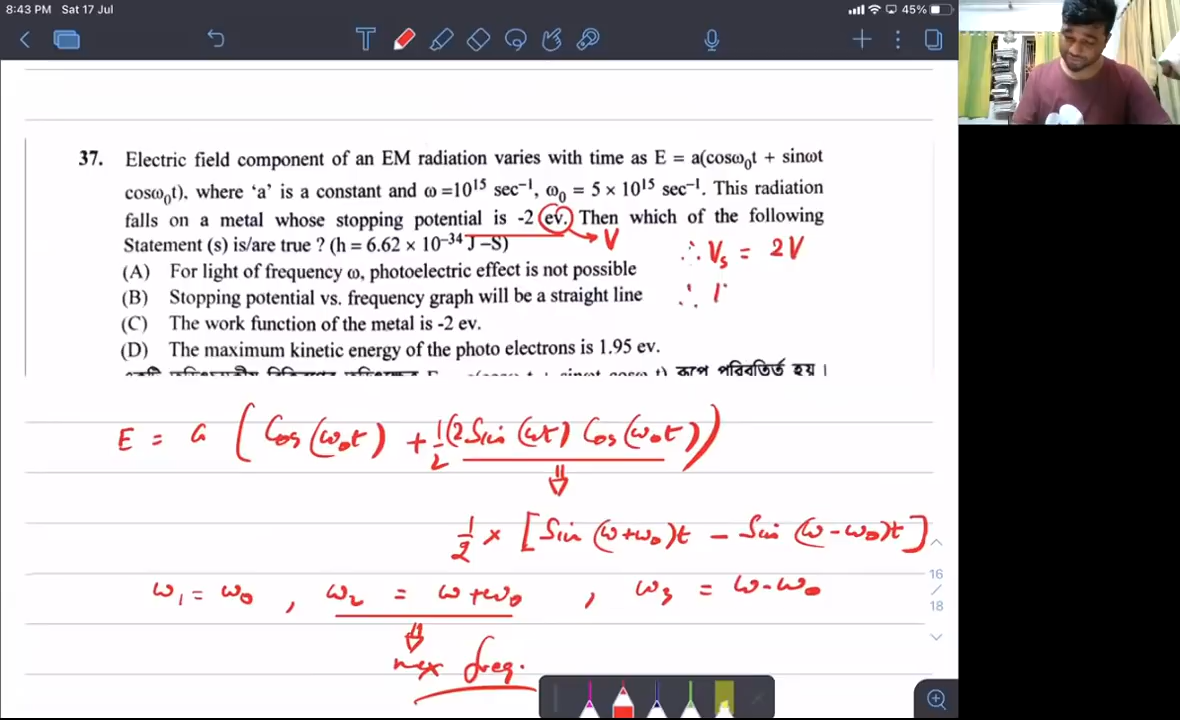 8:43 PM Sat 17 Jul
45%
37. Electric field component of an EM radiation varies with time as E = a(cosω₀t + sinωt
cosω₀t), where ‘a’ is a constant and ω =10¹⁵ sec⁻¹, ω₀ = 5 × 10¹⁵ sec⁻¹. This radiation
falls on a metal whose stopping potential is -2 ev. Then which of the following
Statement (s) is/are true ? (h = 6.62 × 10⁻³⁴ J –S)
V
∴ Vₛ = 2V
(A) For light of frequency ω, photoelectric effect is not possible
(B) Stopping potential vs. frequency graph will be a straight line
∴
(C) The work function of the metal is -2 ev.
(D) The maximum kinetic energy of the photo electrons is 1.95 ev.
রূপে পরিবর্তিত হয় ।
E = a (Cos(ω₀t) + ½(2Sin(ωt) Cos(ω₀t))
½ × [Sin(ω+ω₀)t – Sin(ω-ω₀)t]
ω₁ = ω₀ , ω₂ = ω+ω₀ , ω₃ = ω-ω₀
max freq.
16
/
18